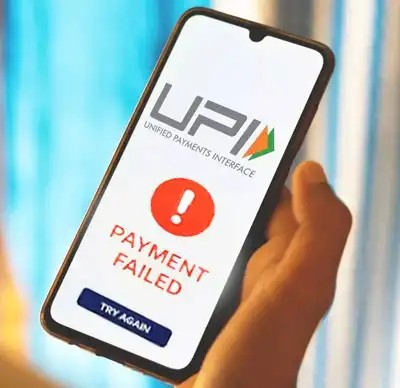 UPI
UNIFIED PAYMENTS INTERFACE
!
PAYMENT
FAILED
TRY AGAIN